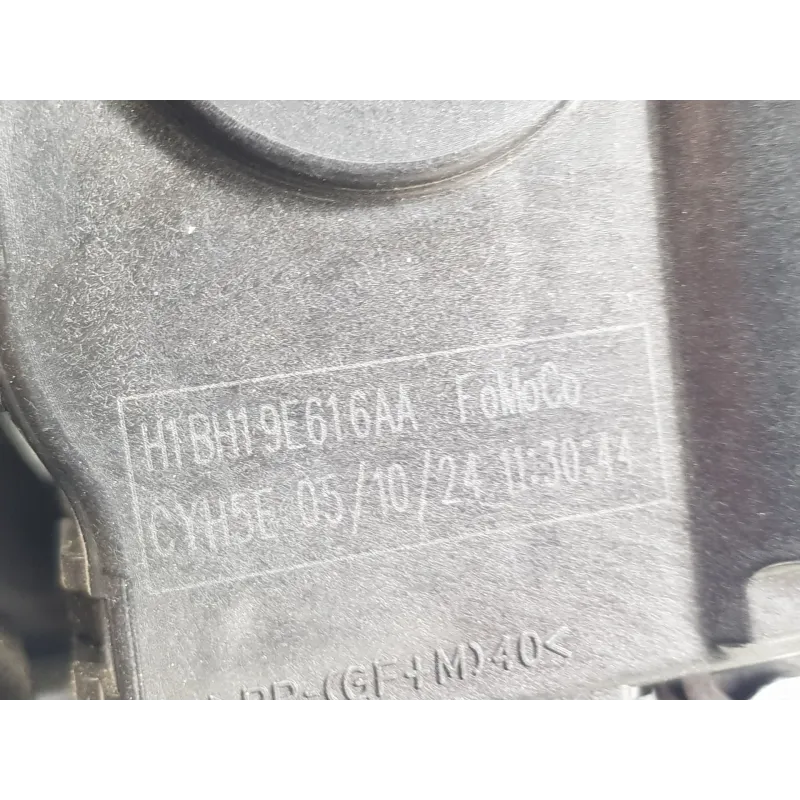 H1BH19E616AA FoMoCo
CYH5E 05/10/24 11:30:44
PP-(GF+M)40<